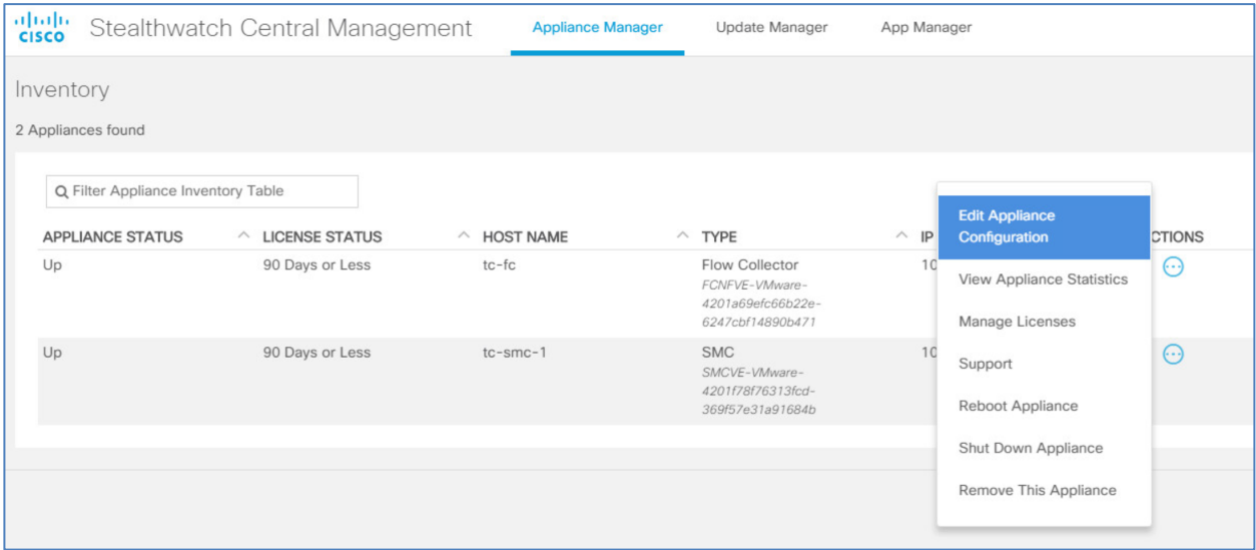 cisco
Stealthwatch Central Management
Appliance Manager
Update Manager
App Manager
Inventory
2 Appliances found
Filter Appliance Inventory Table
APPLIANCE STATUS
LICENSE STATUS
HOST NAME
TYPE
IP
CTIONS
Up
90 Days or Less
tc-fc
Flow Collector
FCNFVE-VMware-
4201a69efc66b22e-
6247cbf14890b471
10
Up
90 Days or Less
tc-smc-1
SMC
SMCVE-VMware-
4201f78f76313fcd-
369f57e31a91684b
10
Edit Appliance
Configuration
View Appliance Statistics
Manage Licenses
Support
Reboot Appliance
Shut Down Appliance
Remove This Appliance